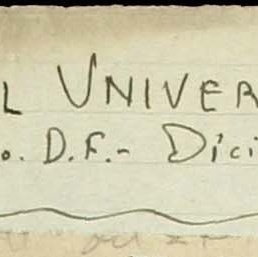 L UNIVER
o. D.F.- Dici